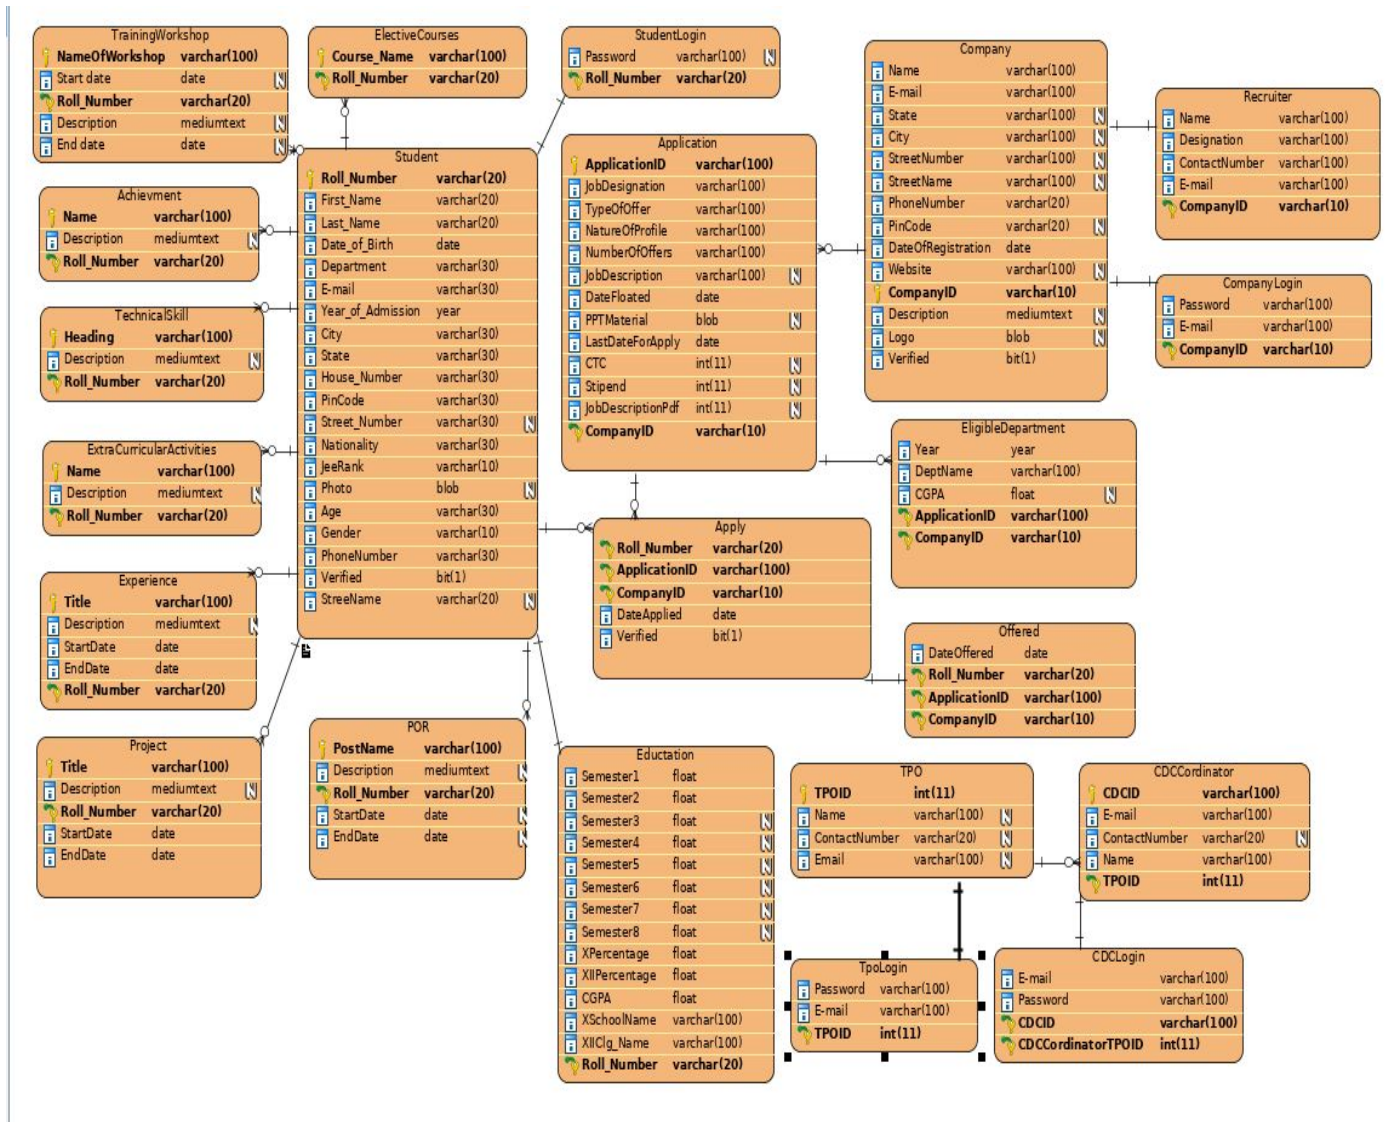 TrainingWorkshop
NameOfWorkshop varchar(100)
Start date date N
Roll_Number varchar(20)
Description mediumtext N
End date date N
ElectiveCourses
Course_Name varchar(100)
Roll_Number varchar(20)
StudentLogin
Password varchar(100) N
Roll_Number varchar(20)
Company
Name varchar(100)
E-mail varchar(100)
State varchar(100) N
City varchar(100) N
StreetNumber varchar(100) N
StreetName varchar(100) N
PhoneNumber varchar(20)
PinCode varchar(20) N
DateOfRegistration date
Website varchar(100) N
CompanyID varchar(10)
Description mediumtext N
Logo blob N
Verified bit(1)
Recruiter
Name varchar(100)
Designation varchar(100)
ContactNumber varchar(100)
E-mail varchar(100)
CompanyID varchar(10)
Application
ApplicationID varchar(100)
JobDesignation varchar(100)
TypeOfOffer varchar(100)
NatureOfProfile varchar(100)
NumberOfOffers varchar(100)
JobDescription varchar(100) N
DateFloated date
PPTMaterial blob N
LastDateForApply date
CTC int(11) N
Stipend int(11) N
JobDescriptionPdf int(11) N
CompanyID varchar(10)
Student
Roll_Number varchar(20)
First_Name varchar(20)
Last_Name varchar(20)
Date_of_Birth date
Department varchar(30)
E-mail varchar(30)
Year_of_Admission year
City varchar(30)
State varchar(30)
House_Number varchar(30)
PinCode varchar(30)
Street_Number varchar(30) N
Nationality varchar(30)
JeeRank varchar(10)
Photo blob N
Age varchar(30)
Gender varchar(10)
PhoneNumber varchar(30)
Verified bit(1)
StreeName varchar(20) N
Achievment
Name varchar(100)
Description mediumtext N
Roll_Number varchar(20)
CompanyLogin
Password varchar(100)
E-mail varchar(100)
CompanyID varchar(10)
TechnicalSkill
Heading varchar(100)
Description mediumtext N
Roll_Number varchar(20)
EligibleDepartment
Year year
DeptName varchar(100)
CGPA float N
ApplicationID varchar(100)
CompanyID varchar(10)
ExtraCurricularActivities
Name varchar(100)
Description mediumtext N
Roll_Number varchar(20)
Apply
Roll_Number varchar(20)
ApplicationID varchar(100)
CompanyID varchar(10)
DateApplied date
Verified bit(1)
Experience
Title varchar(100)
Description mediumtext N
StartDate date
EndDate date
Roll_Number varchar(20)
Offered
DateOffered date
Roll_Number varchar(20)
ApplicationID varchar(100)
CompanyID varchar(10)
Project
Title varchar(100)
Description mediumtext N
Roll_Number varchar(20)
StartDate date
EndDate date
POR
PostName varchar(100)
Description mediumtext N
Roll_Number varchar(20)
StartDate date N
EndDate date N
Eductation
Semester1 float
Semester2 float
Semester3 float N
Semester4 float N
Semester5 float N
Semester6 float N
Semester7 float N
Semester8 float N
XPercentage float
XIIPercentage float
CGPA float
XSchoolName varchar(100)
XIIClg_Name varchar(100)
Roll_Number varchar(20)
TPO
TPOID int(11)
Name varchar(100) N
ContactNumber varchar(20) N
Email varchar(100) N
CDCCordinator
CDCID varchar(100)
E-mail varchar(100)
ContactNumber varchar(20) N
Name varchar(100)
TPOID int(11)
TpoLogin
Password varchar(100)
E-mail varchar(100)
TPOID int(11)
CDCLogin
E-mail varchar(100)
Password varchar(100)
CDCID varchar(100)
CDCCordinatorTPOID int(11)